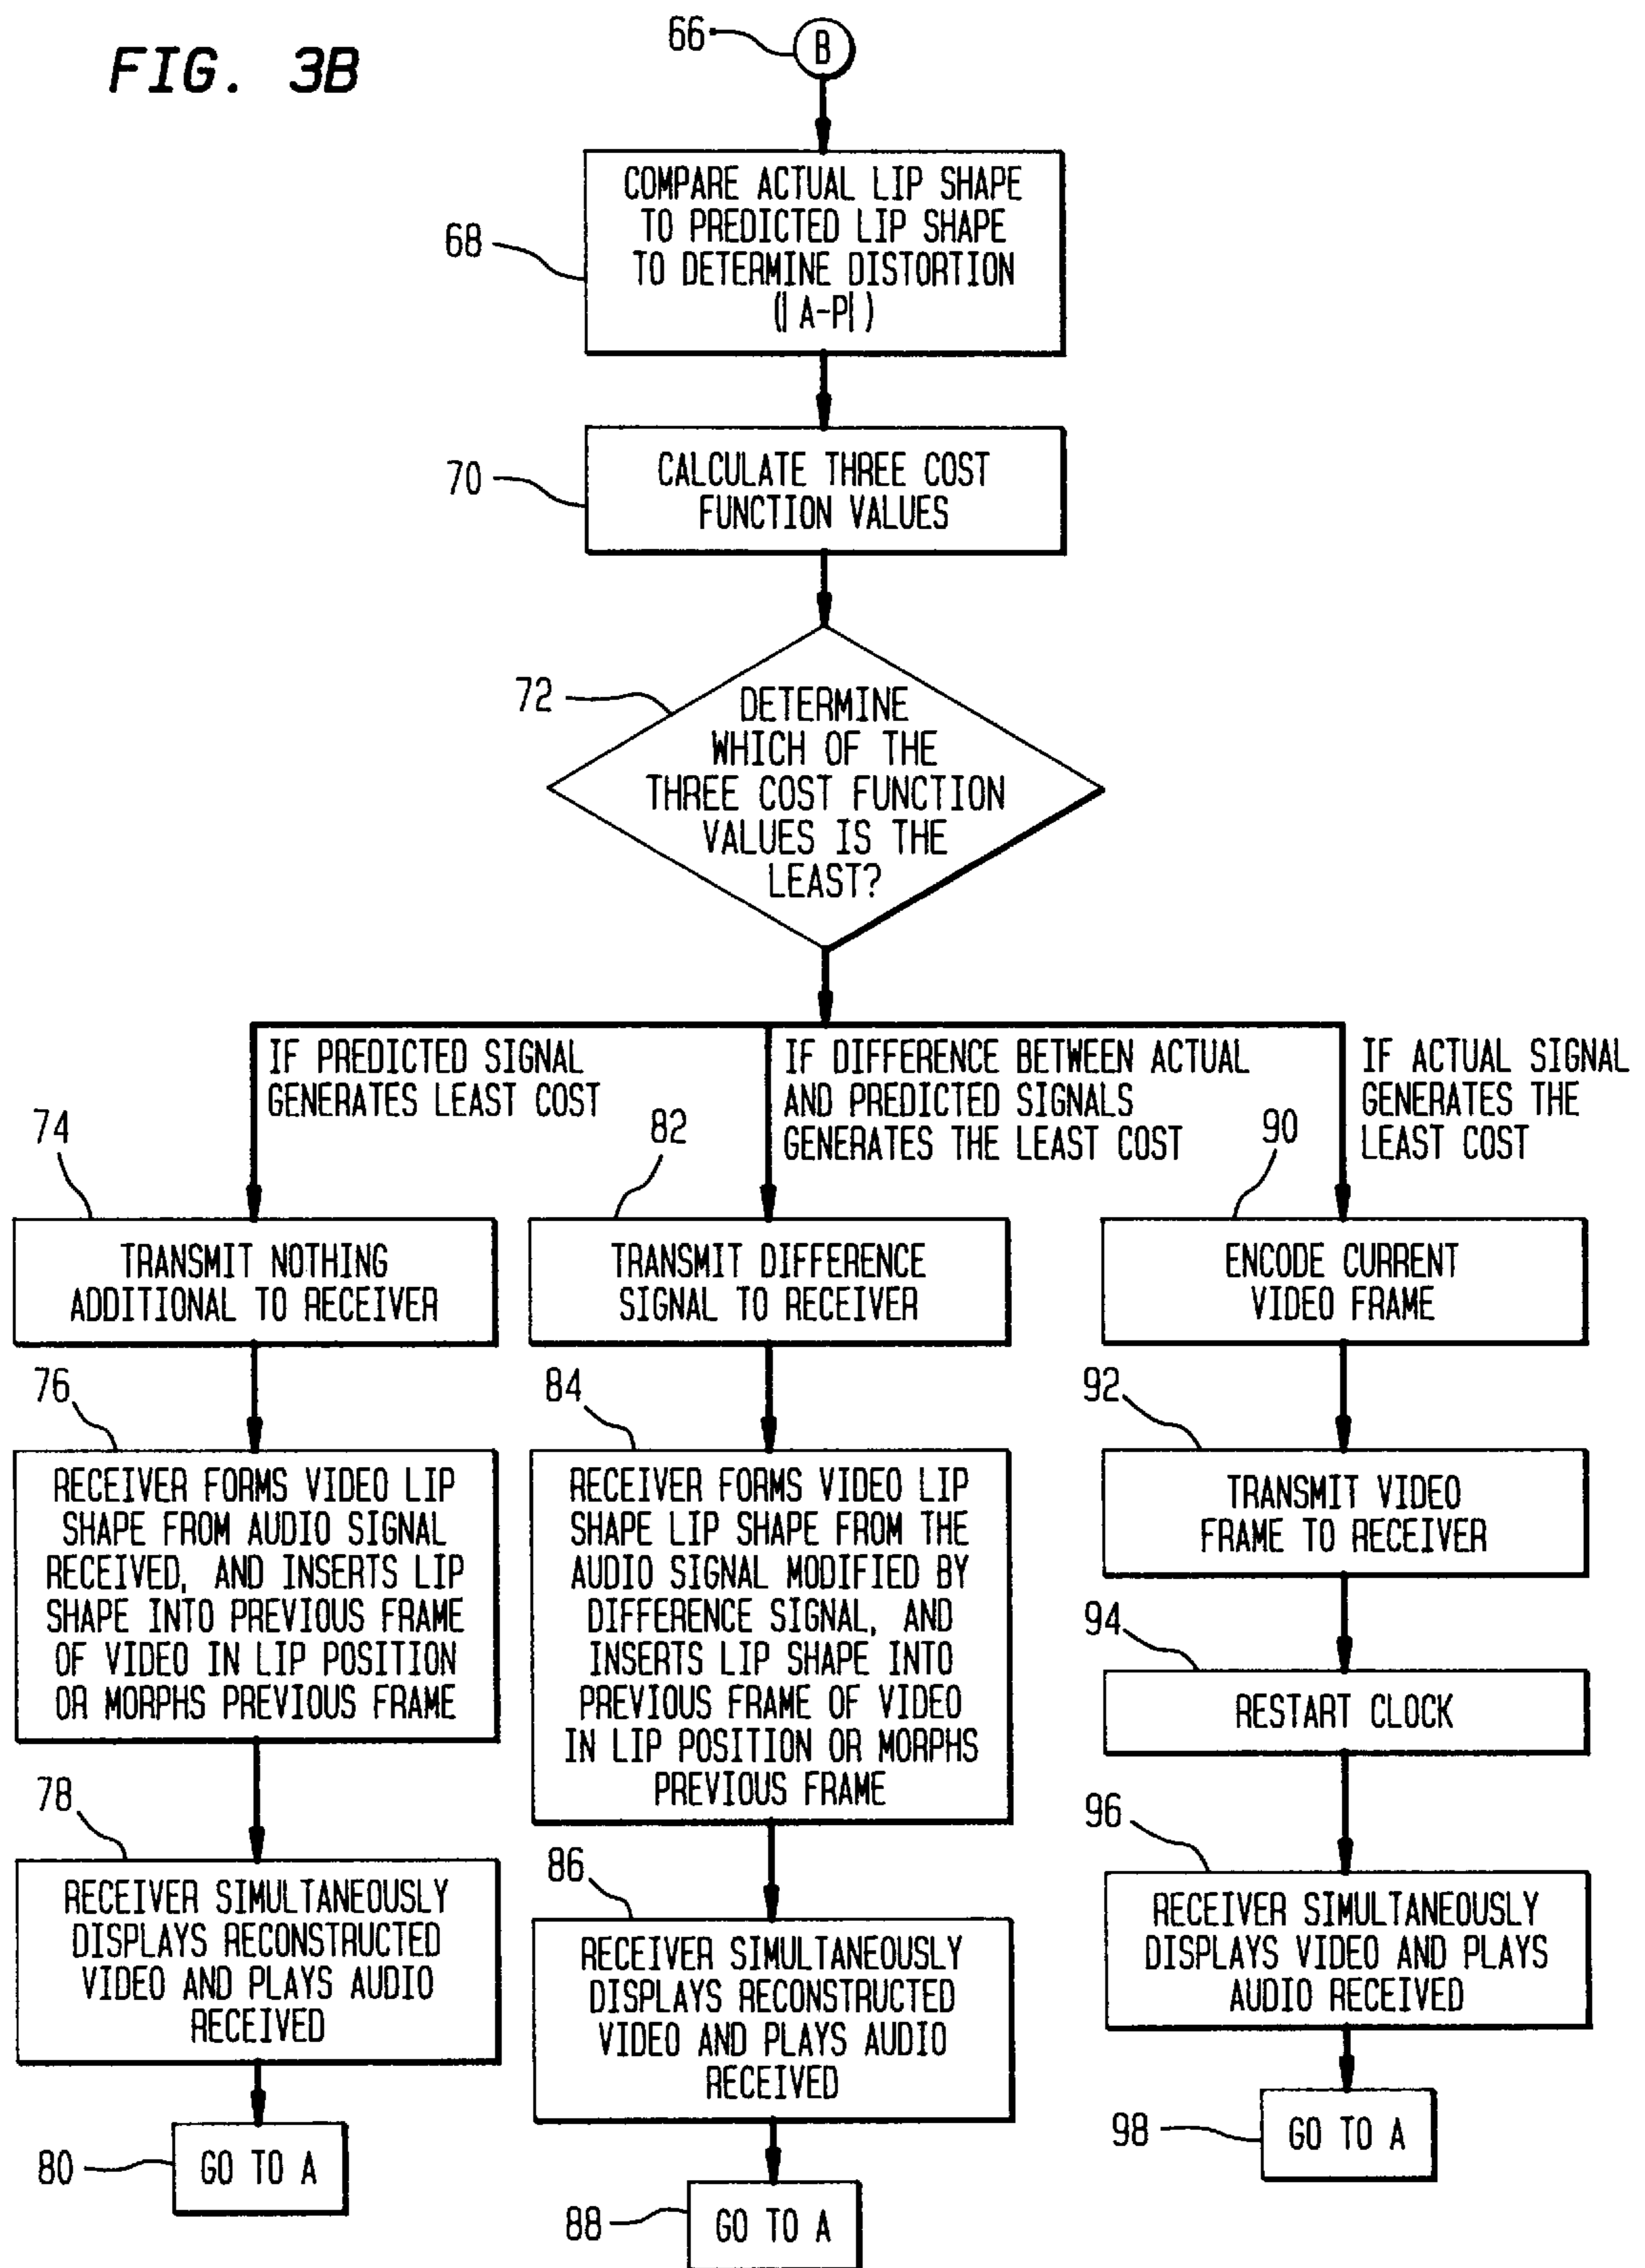 FIG. 3B
66
B
68
COMPARE ACTUAL LIP SHAPE
TO PREDICTED LIP SHAPE
TO DETERMINE DISTORTION
(|A-P|)
70
CALCULATE THREE COST
FUNCTION VALUES
72
DETERMINE
WHICH OF THE
THREE COST FUNCTION
VALUES IS THE
LEAST?
IF PREDICTED SIGNAL
GENERATES LEAST COST
74
TRANSMIT NOTHING
ADDITIONAL TO RECEIVER
76
RECEIVER FORMS VIDEO LIP
SHAPE FROM AUDIO SIGNAL
RECEIVED, AND INSERTS LIP
SHAPE INTO PREVIOUS FRAME
OF VIDEO IN LIP POSITION
OR MORPHS PREVIOUS FRAME
78
RECEIVER SIMULTANEOUSLY
DISPLAYS RECONSTRUCTED
VIDEO AND PLAYS AUDIO
RECEIVED
80
GO TO A
IF DIFFERENCE BETWEEN ACTUAL
AND PREDICTED SIGNALS
GENERATES THE LEAST COST
82
TRANSMIT DIFFERENCE
SIGNAL TO RECEIVER
84
RECEIVER FORMS VIDEO LIP
SHAPE LIP SHAPE FROM THE
AUDIO SIGNAL MODIFIED BY
DIFFERENCE SIGNAL, AND
INSERTS LIP SHAPE INTO
PREVIOUS FRAME OF VIDEO
IN LIP POSITION OR MORPHS
PREVIOUS FRAME
86
RECEIVER SIMULTANEOUSLY
DISPLAYS RECONSTRUCTED
VIDEO AND PLAYS AUDIO
RECEIVED
88
GO TO A
IF ACTUAL SIGNAL
GENERATES THE
LEAST COST
90
ENCODE CURRENT
VIDEO FRAME
92
TRANSMIT VIDEO
FRAME TO RECEIVER
94
RESTART CLOCK
96
RECEIVER SIMULTANEOUSLY
DISPLAYS VIDEO AND PLAYS
AUDIO RECEIVED
98
GO TO A